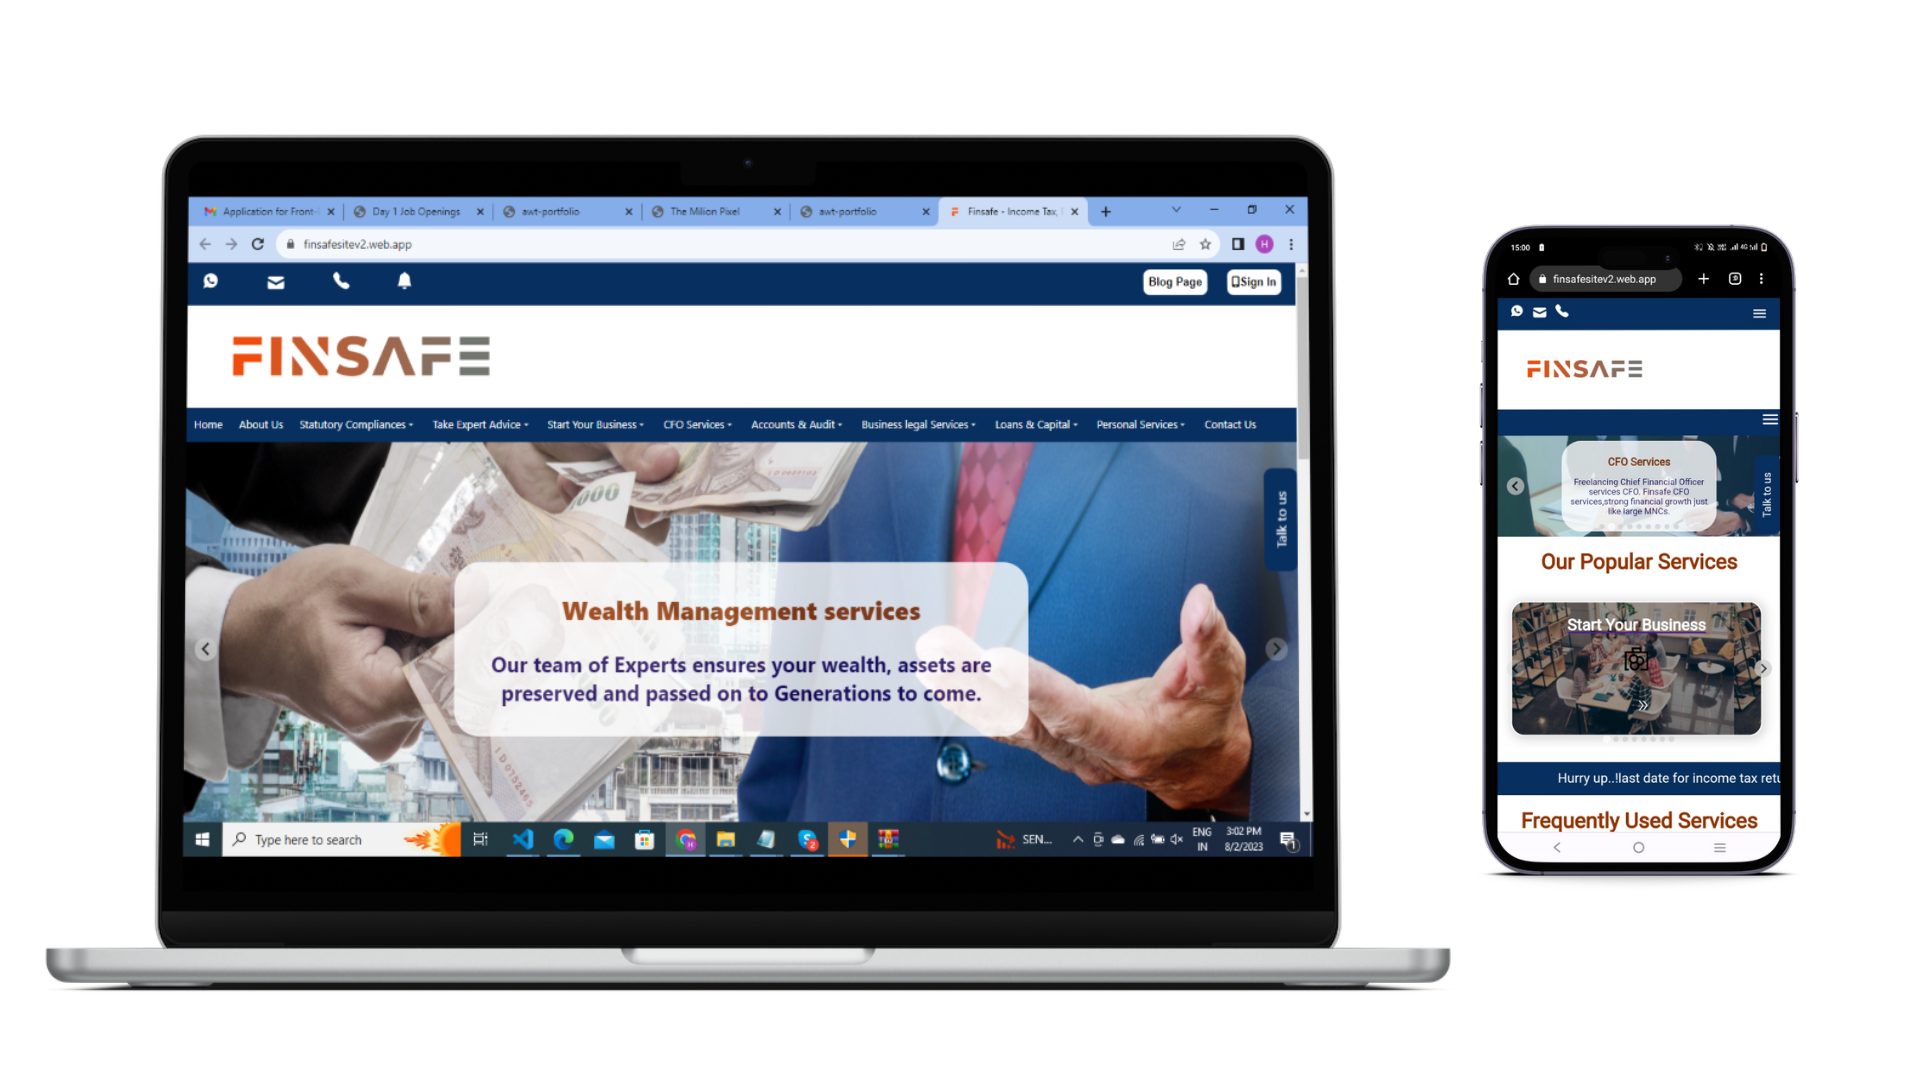 Application for Front-
Day 1 Job Openings
awt-portfolio
The Milion Pixel
awt-portfolio
Finsafe - Income Tax,
finsafesitev2.web.app
H
Blog Page
Sign In
FINSAFE
Home
About Us
Statutory Compliances
Take Expert Advice
Start Your Business
CFO Services
Accounts & Audit
Business legal Services
Loans & Capital
Personal Services
Contact Us
000
Talk to us
Wealth Management services
Our team of Experts ensures your wealth, assets are
preserved and passed on to Generations to come.
Type here to search
SEN...
ENG
IN
3:02 PM
8/2/2023
1
15:00
finsafesitev2.web.app
FINSAFE
CFO Services
Freelancing Chief Financial Officer
services CFO. Finsafe CFO
services,strong financial growth just
like large MNCs.
Talk to us
Our Popular Services
Start Your Business
Hurry up..!last date for income tax retu
Frequently Used Services